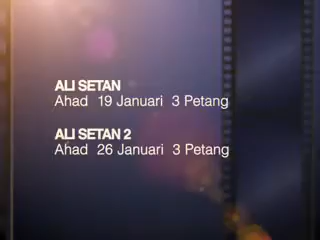 ALI SETAN
Ahad 19 Januari 3 Petang
ALI SETAN 2
Ahad 26 Januari 3 Petang